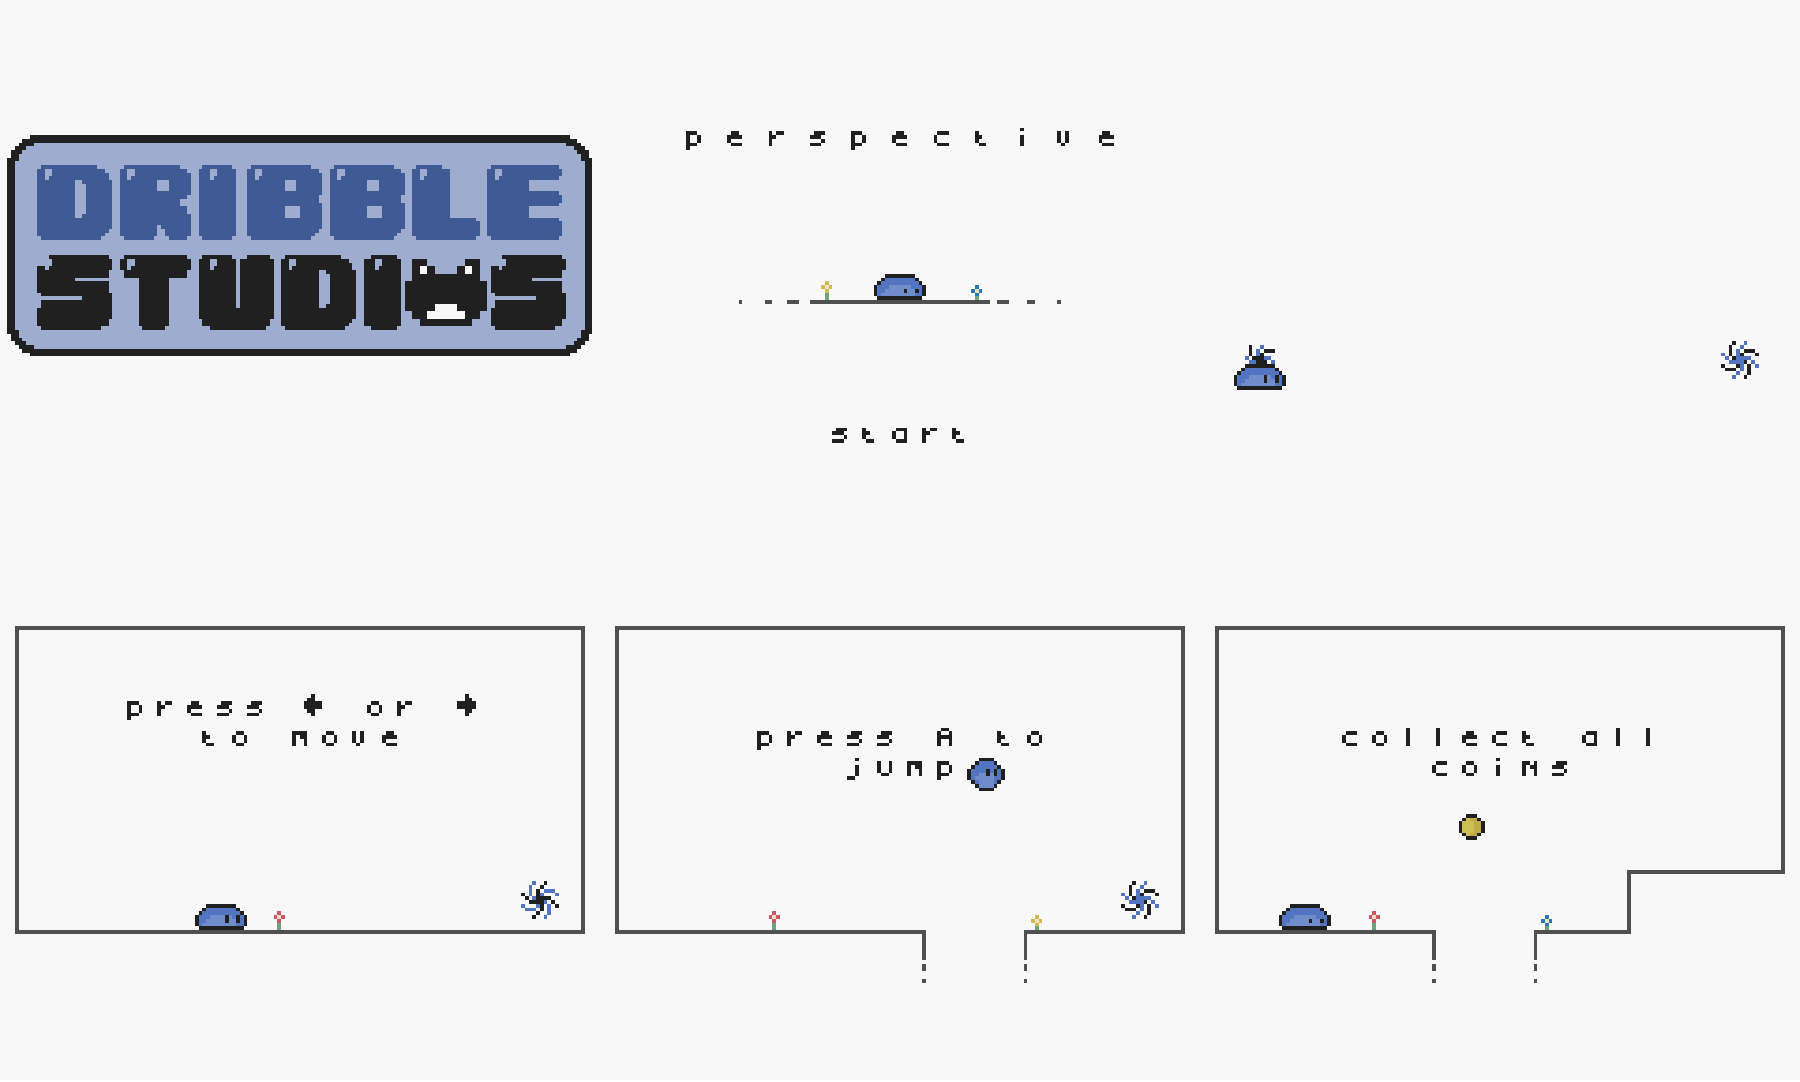 DRIBBLE
STUDIOS
perspective
start
press ← or →
to move
press A to
jump
collect all
coins